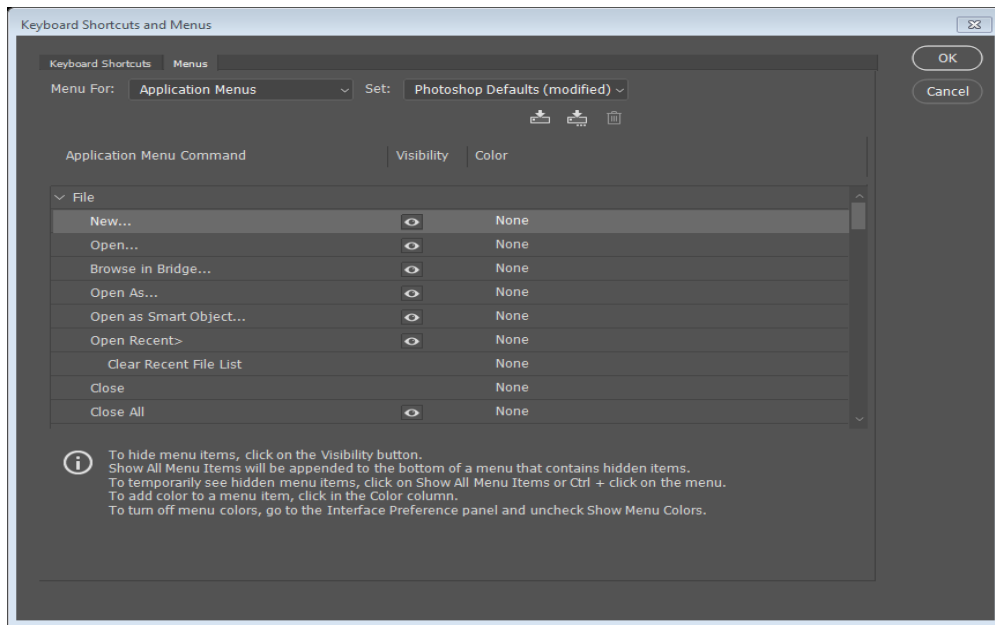 Keyboard Shortcuts and Menus
Keyboard Shortcuts Menus
OK
Menu For: Application Menus Set: Photoshop Defaults (modified)
Cancel
Application Menu Command Visibility Color
File
New... None
Open... None
Browse in Bridge... None
Open As... None
Open as Smart Object... None
Open Recent> None
Clear Recent File List None
Close None
Close All None
To hide menu items, click on the Visibility button.
Show All Menu Items will be appended to the bottom of a menu that contains hidden items.
To temporarily see hidden menu items, click on Show All Menu Items or Ctrl + click on the menu.
To add color to a menu item, click in the Color column.
To turn off menu colors, go to the Interface Preference panel and uncheck Show Menu Colors.